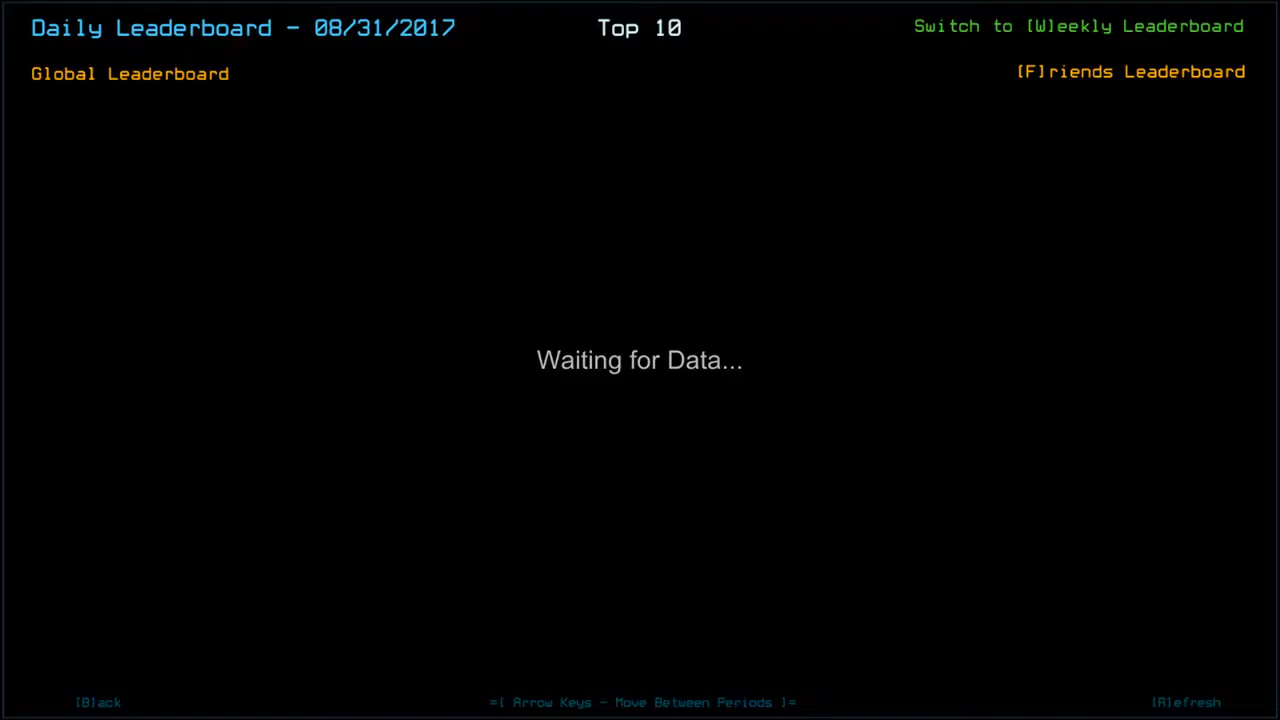 Daily Leaderboard - 08/31/2017
Top 10
Switch to [W]eekly Leaderboard
Global Leaderboard
[F]riends Leaderboard
Waiting for Data...
[B]ack
=[ Arrow Keys - Move Between Periods ]=
[R]efresh